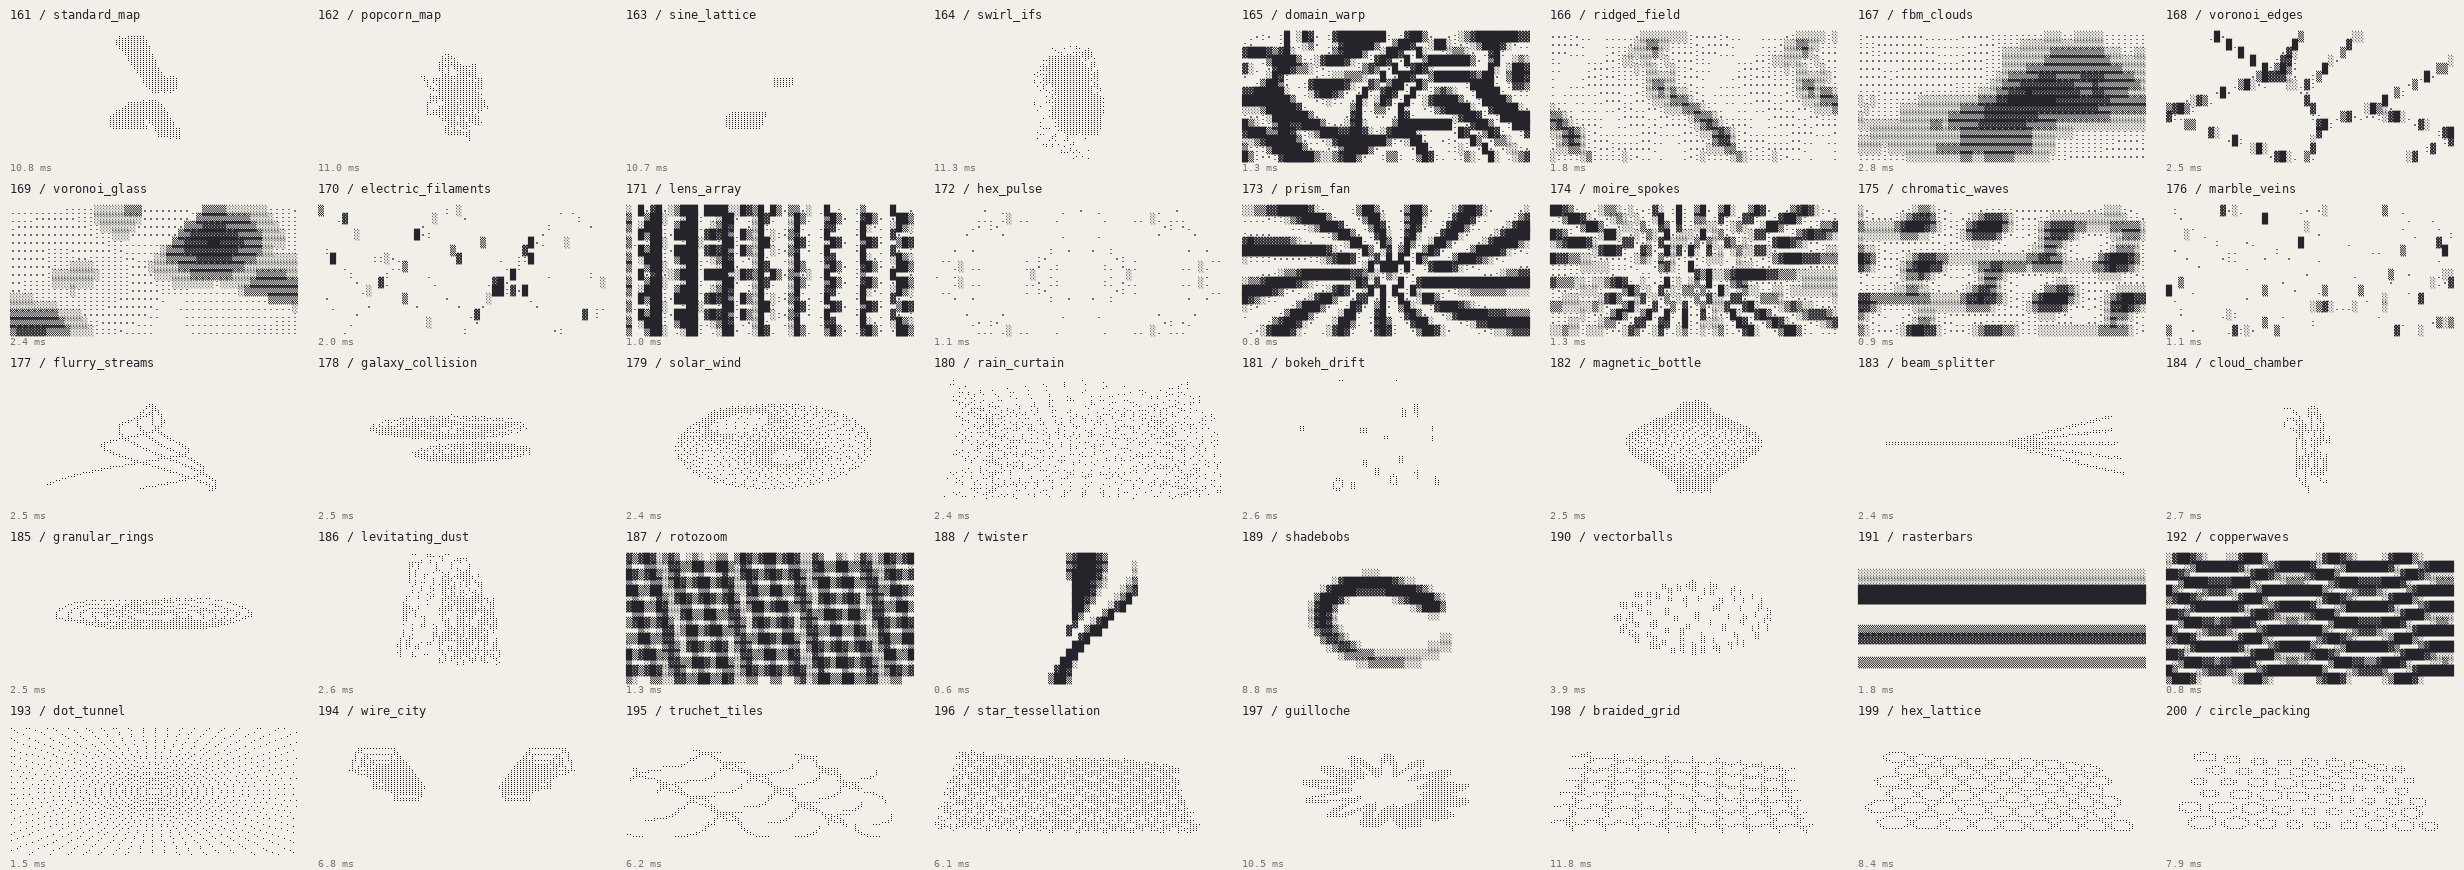 161 / standard_map
162 / popcorn_map
163 / sine_lattice
164 / swirl_ifs
165 / domain_warp
166 / ridged_field
167 / fbm_clouds
168 / voronoi_edges
10.8 ms
11.0 ms
10.7 ms
11.3 ms
1.3 ms
1.8 ms
2.8 ms
2.5 ms
169 / voronoi_glass
170 / electric_filaments
171 / lens_array
172 / hex_pulse
173 / prism_fan
174 / moire_spokes
175 / chromatic_waves
176 / marble_veins
2.4 ms
2.0 ms
1.0 ms
1.1 ms
0.8 ms
1.3 ms
0.9 ms
1.1 ms
177 / flurry_streams
178 / galaxy_collision
179 / solar_wind
180 / rain_curtain
181 / bokeh_drift
182 / magnetic_bottle
183 / beam_splitter
184 / cloud_chamber
2.5 ms
2.5 ms
2.4 ms
2.4 ms
2.6 ms
2.5 ms
2.4 ms
2.7 ms
185 / granular_rings
186 / levitating_dust
187 / rotozoom
188 / twister
189 / shadebobs
190 / vectorballs
191 / rasterbars
192 / copperwaves
2.5 ms
2.6 ms
1.3 ms
0.6 ms
8.8 ms
3.9 ms
1.8 ms
0.8 ms
193 / dot_tunnel
194 / wire_city
195 / truchet_tiles
196 / star_tessellation
197 / guilloche
198 / braided_grid
199 / hex_lattice
200 / circle_packing
1.5 ms
6.8 ms
6.2 ms
6.1 ms
10.5 ms
11.8 ms
8.4 ms
7.9 ms